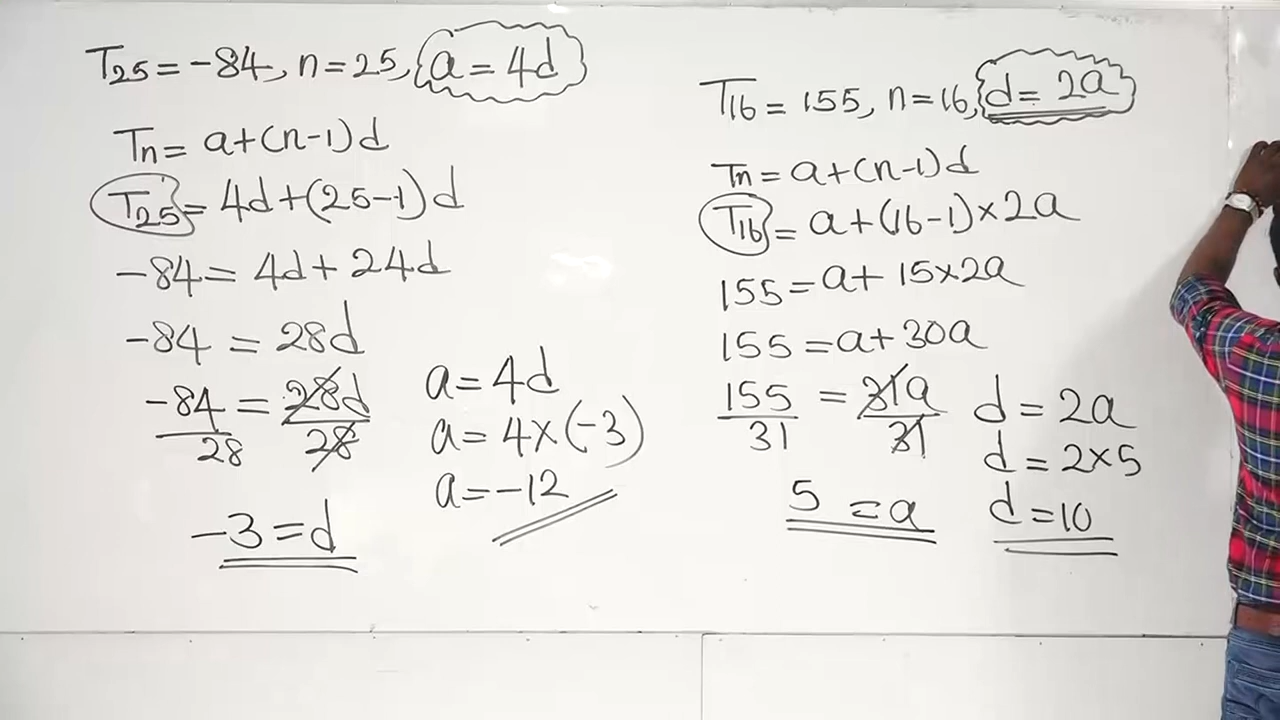 T25 = -84, n = 25, a = 4d
Tn = a+(n-1)d
T25 = 4d+(25-1)d
-84 = 4d+24d
-84 = 28d
-84/28 = 28d/28
-3 = d
a = 4d
a = 4×(-3)
a = -12
T16 = 155, n = 16, d = 2a
Tn = a+(n-1)d
T16 = a+(16-1)×2a
155 = a+15×2a
155 = a+30a
155/31 = 31a/31
5 = a
d = 2a
d = 2×5
d = 10